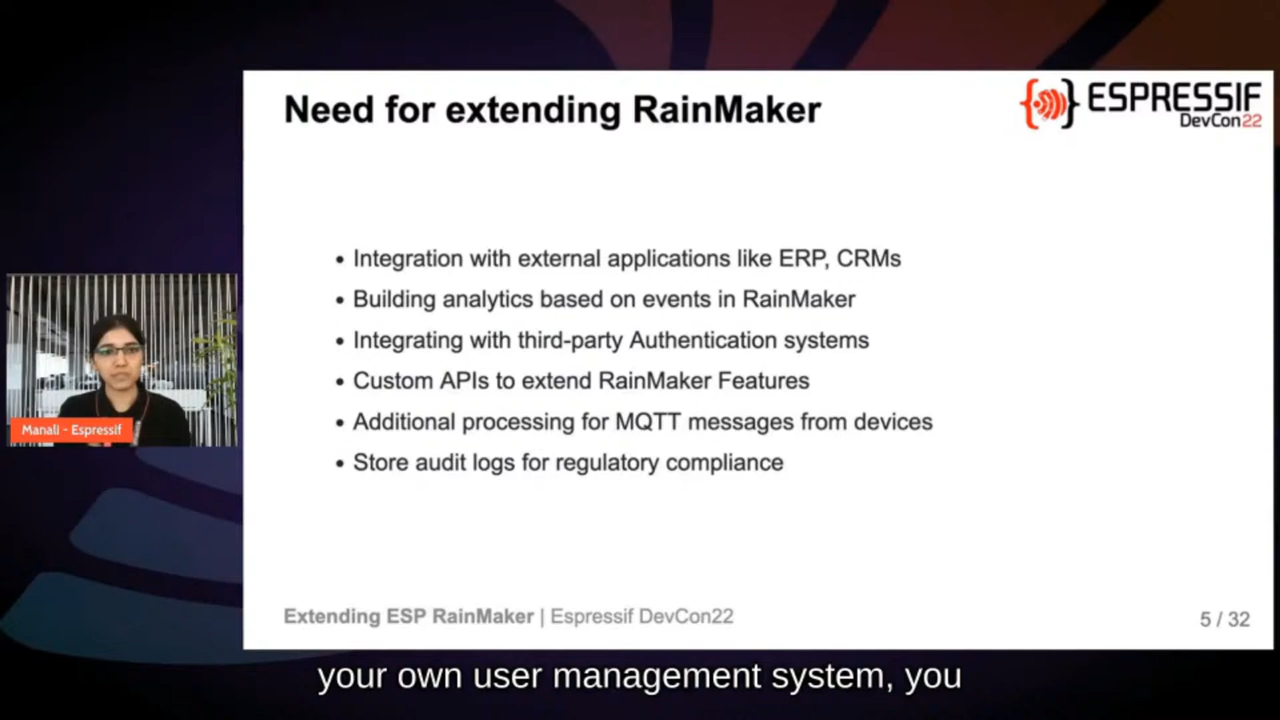 Need for extending RainMaker
ESPRESSIF
DevCon22
• Integration with external applications like ERP, CRMs
• Building analytics based on events in RainMaker
• Integrating with third-party Authentication systems
• Custom APIs to extend RainMaker Features
• Additional processing for MQTT messages from devices
• Store audit logs for regulatory compliance
Manali - Espressif
Extending ESP RainMaker | Espressif DevCon22
5 / 32
your own user management system, you